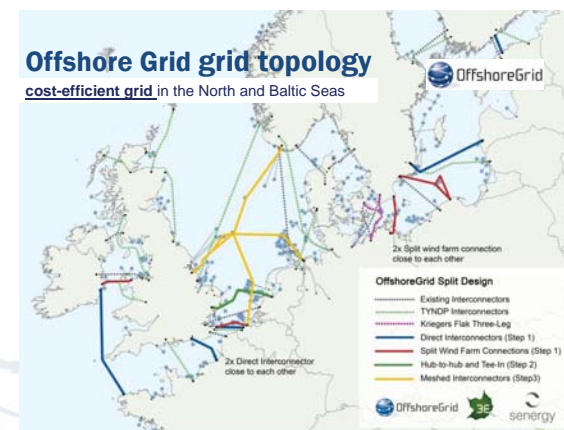 Offshore Grid grid topology
cost-efficient grid in the North and Baltic Seas
OffshoreGrid
2x Split wind farm connection
close to each other
2x Direct Interconnector
close to each other
OffshoreGrid Split Design
Existing Interconnectors
TYNDP Interconnectors
Kriegers Flak Three-Leg
Direct Interconnectors (Step 1)
Split Wind Farm Connections (Step 1)
Hub-to-hub and Tee-In (Step 2)
Meshed Interconnectors (Step3)
OffshoreGrid
3E
senergy